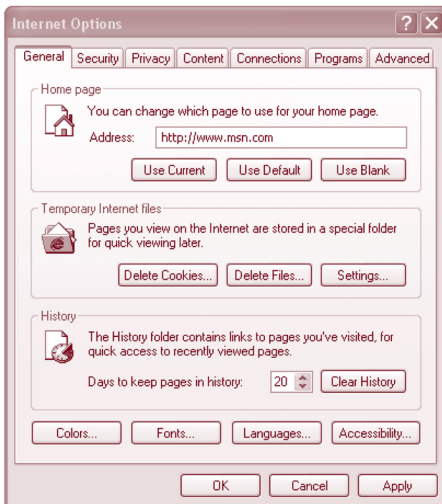 Internet Options
General Security Privacy Content Connections Programs Advanced
Home page
You can change which page to use for your home page.
Address: http://www.msn.com
Use Current Use Default Use Blank
Temporary Internet files
Pages you view on the Internet are stored in a special folder
for quick viewing later.
Delete Cookies... Delete Files... Settings...
History
The History folder contains links to pages you've visited, for
quick access to recently viewed pages.
Days to keep pages in history: 20 Clear History
Colors... Fonts... Languages... Accessibility...
OK Cancel Apply